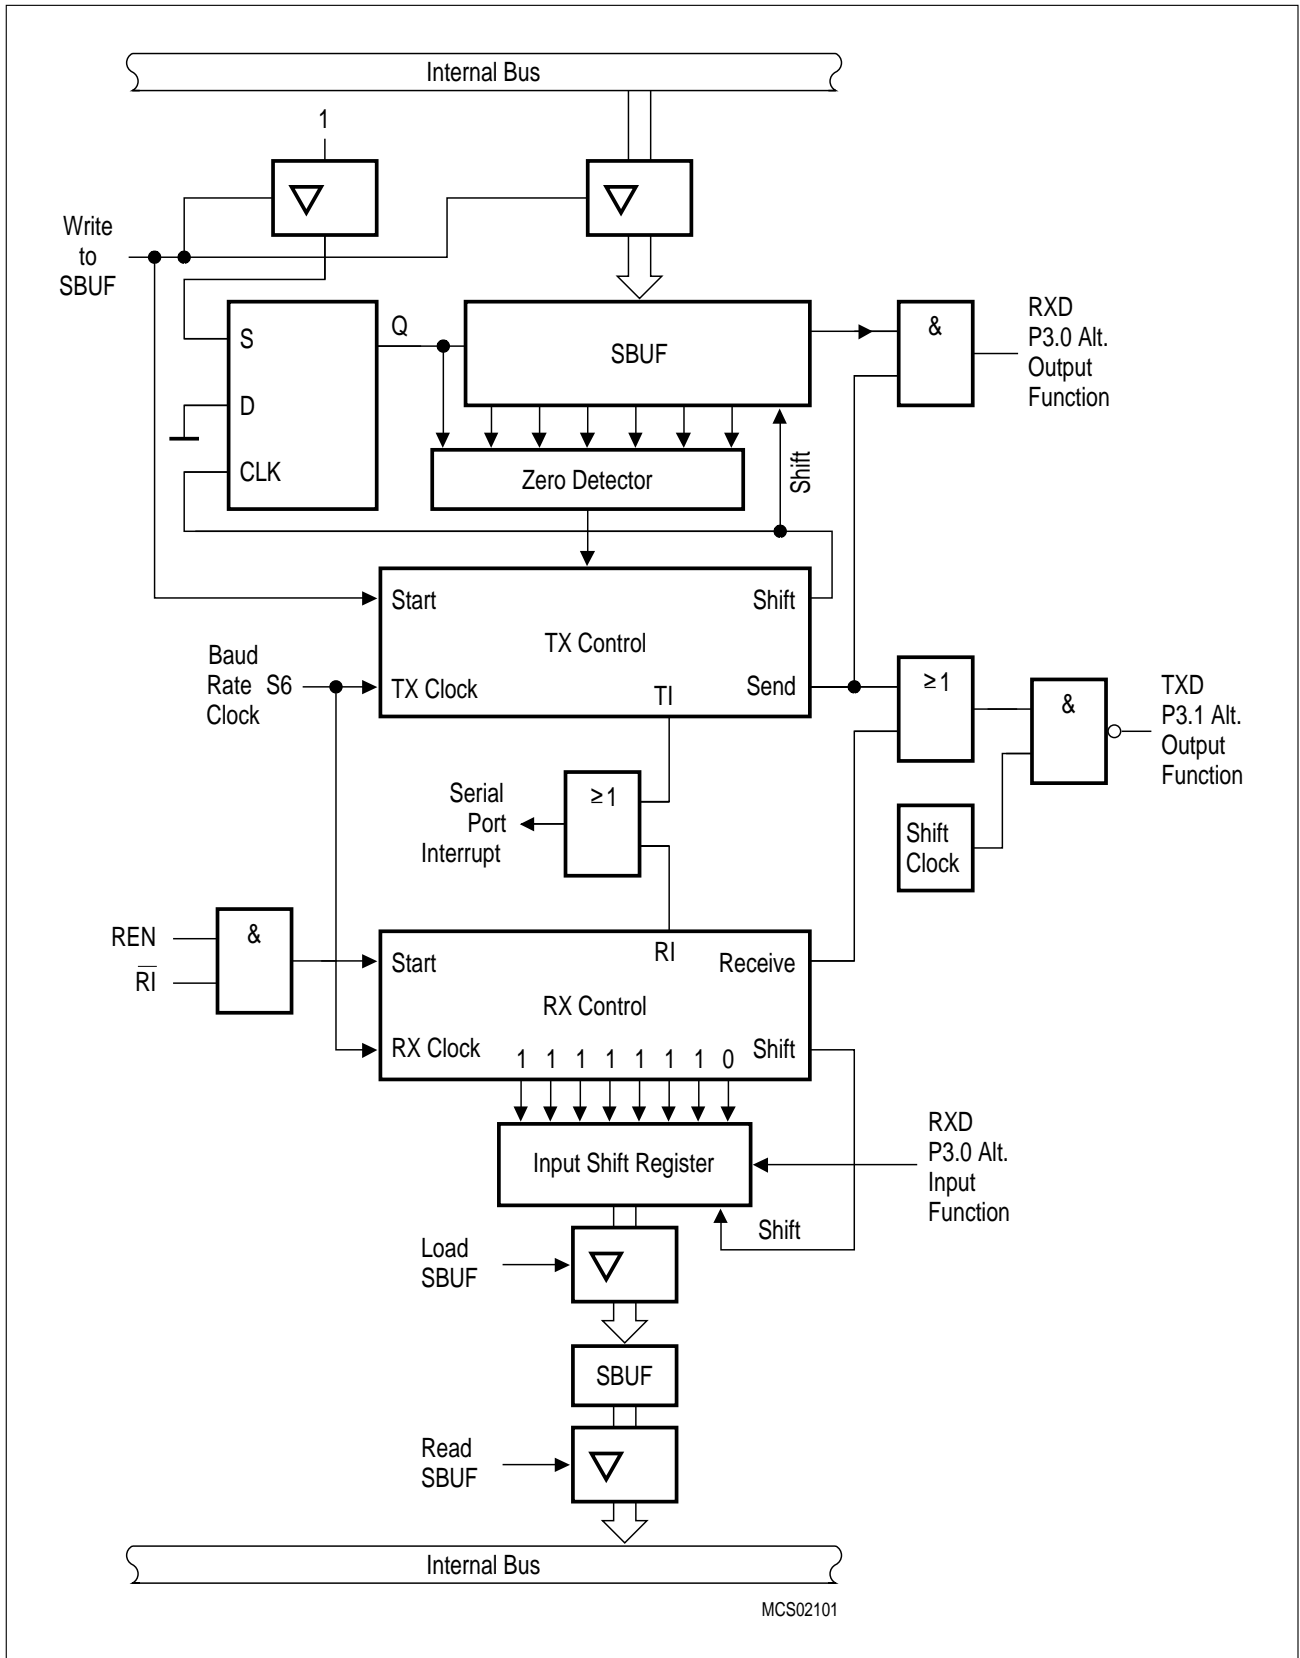 Internal Bus
1
Write
to
SBUF
S
Q
D
CLK
SBUF
&
RXD
P3.0 Alt.
Output
Function
Zero Detector
Shift
Start
Shift
TX Control
TX Clock
TI
Send
Baud
Rate S6
Clock
≥1
&
TXD
P3.1 Alt.
Output
Function
Serial
Port
Interrupt
≥1
Shift
Clock
REN
R̅I̅
&
Start
RI
Receive
RX Control
RX Clock
1 1 1 1 1 1 1 0
Shift
Input Shift Register
RXD
P3.0 Alt.
Input
Function
Shift
Load
SBUF
SBUF
Read
SBUF
Internal Bus
MCS02101